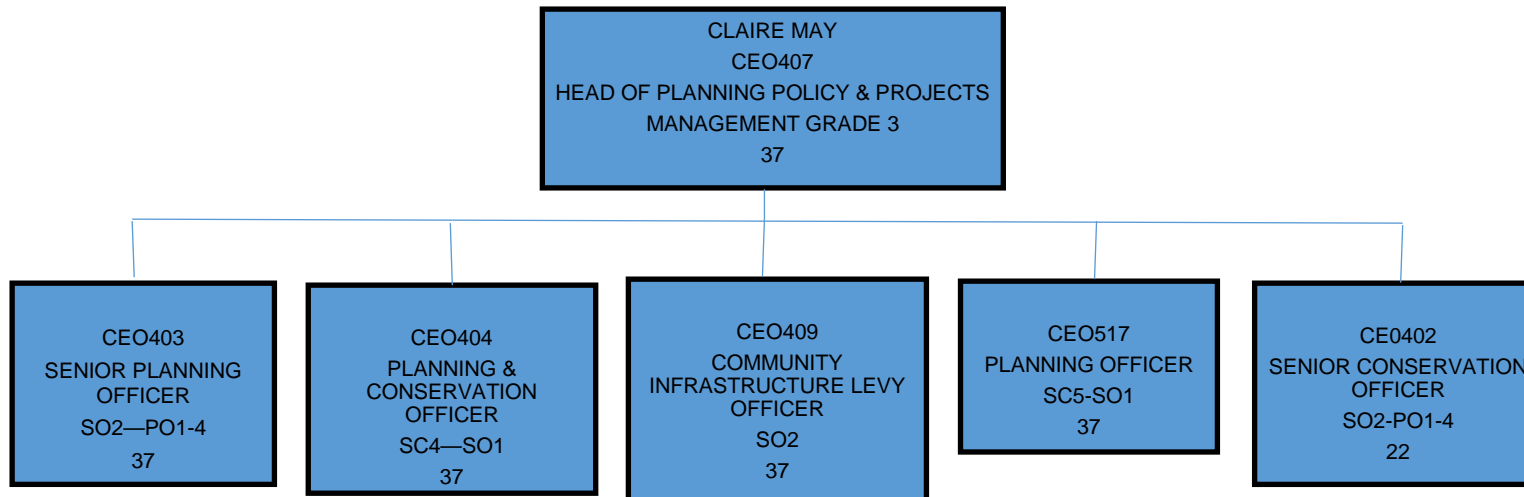 CLAIRE MAY
CEO407
HEAD OF PLANNING POLICY & PROJECTS
MANAGEMENT GRADE 3
37
CEO403
SENIOR PLANNING
OFFICER
SO2—PO1-4
37
CEO404
PLANNING &
CONSERVATION
OFFICER
SC4—SO1
37
CEO409
COMMUNITY
INFRASTRUCTURE LEVY
OFFICER
SO2
37
CEO517
PLANNING OFFICER
SC5-SO1
37
CE0402
SENIOR CONSERVATION
OFFICER
SO2-PO1-4
22